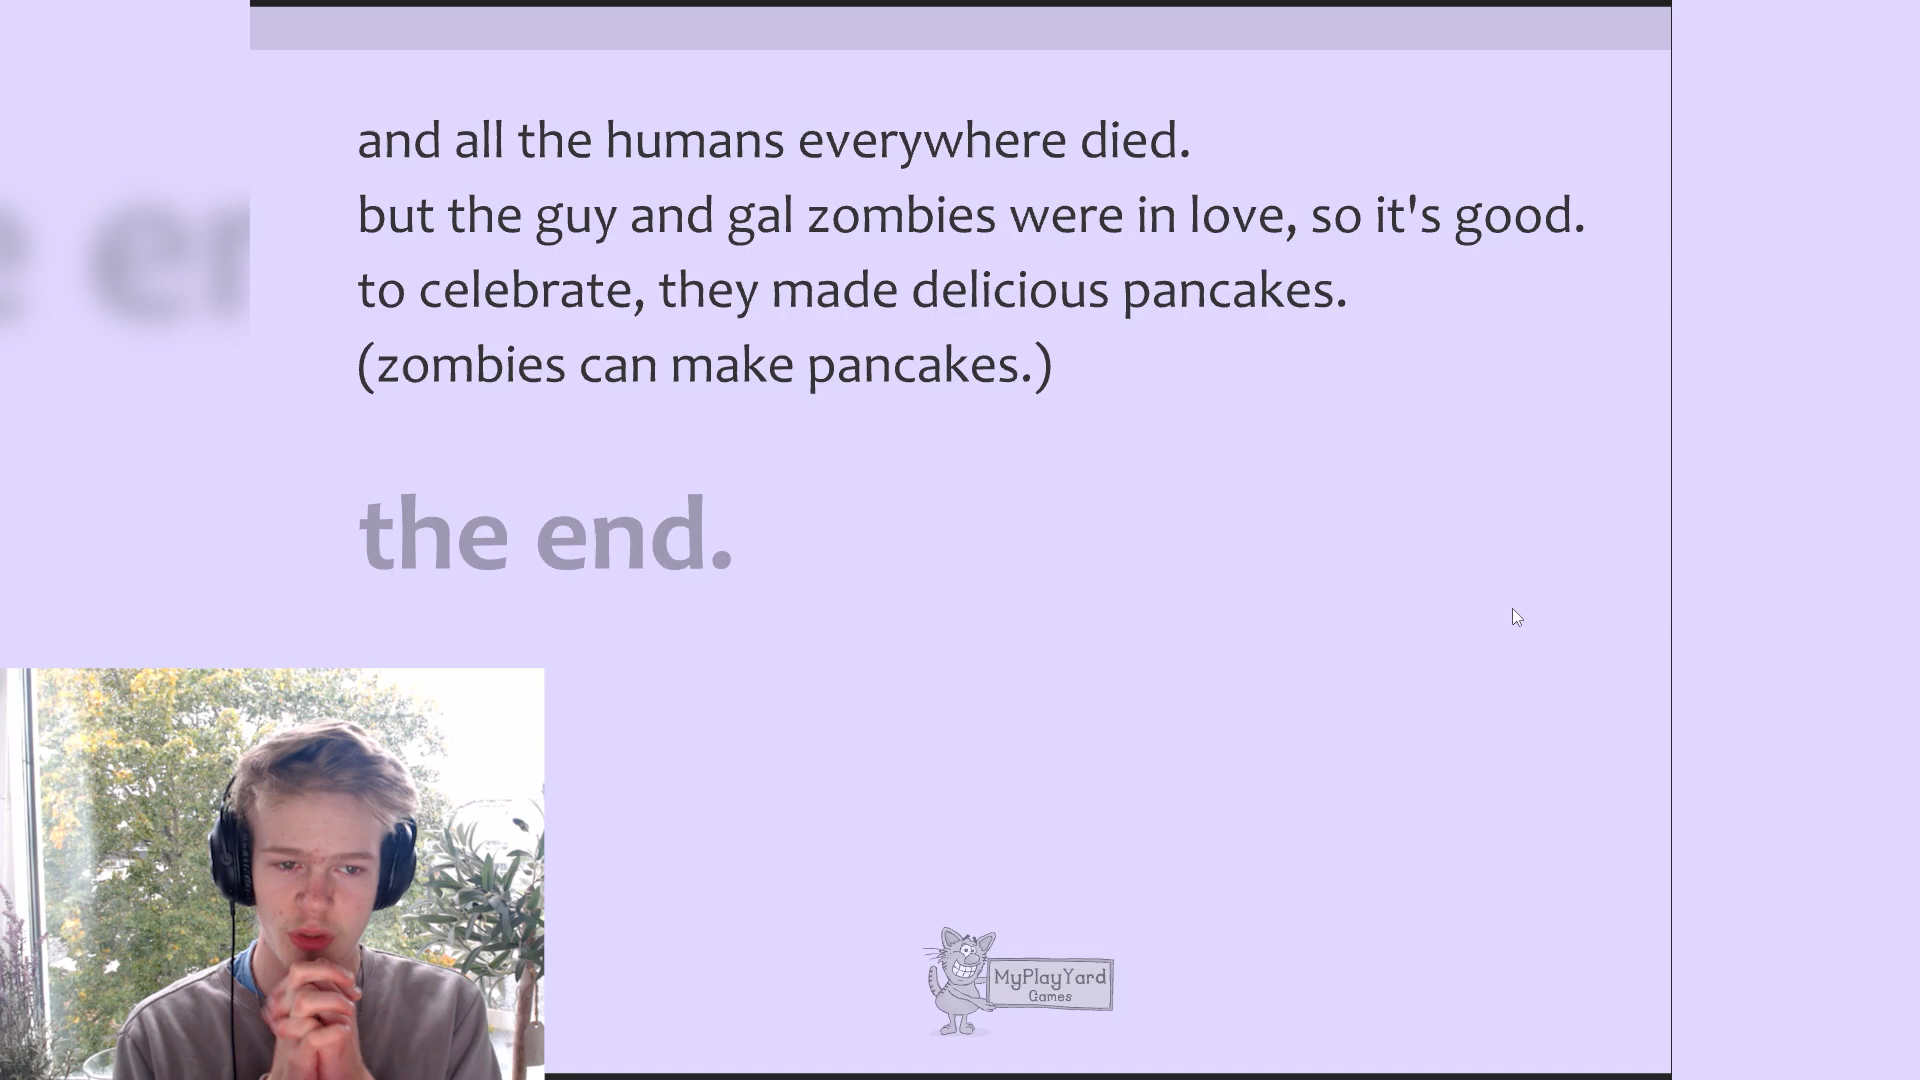 and all the humans everywhere died.
but the guy and gal zombies were in love, so it's good.
to celebrate, they made delicious pancakes.
(zombies can make pancakes.)
the end.
MyPlayYard
Games